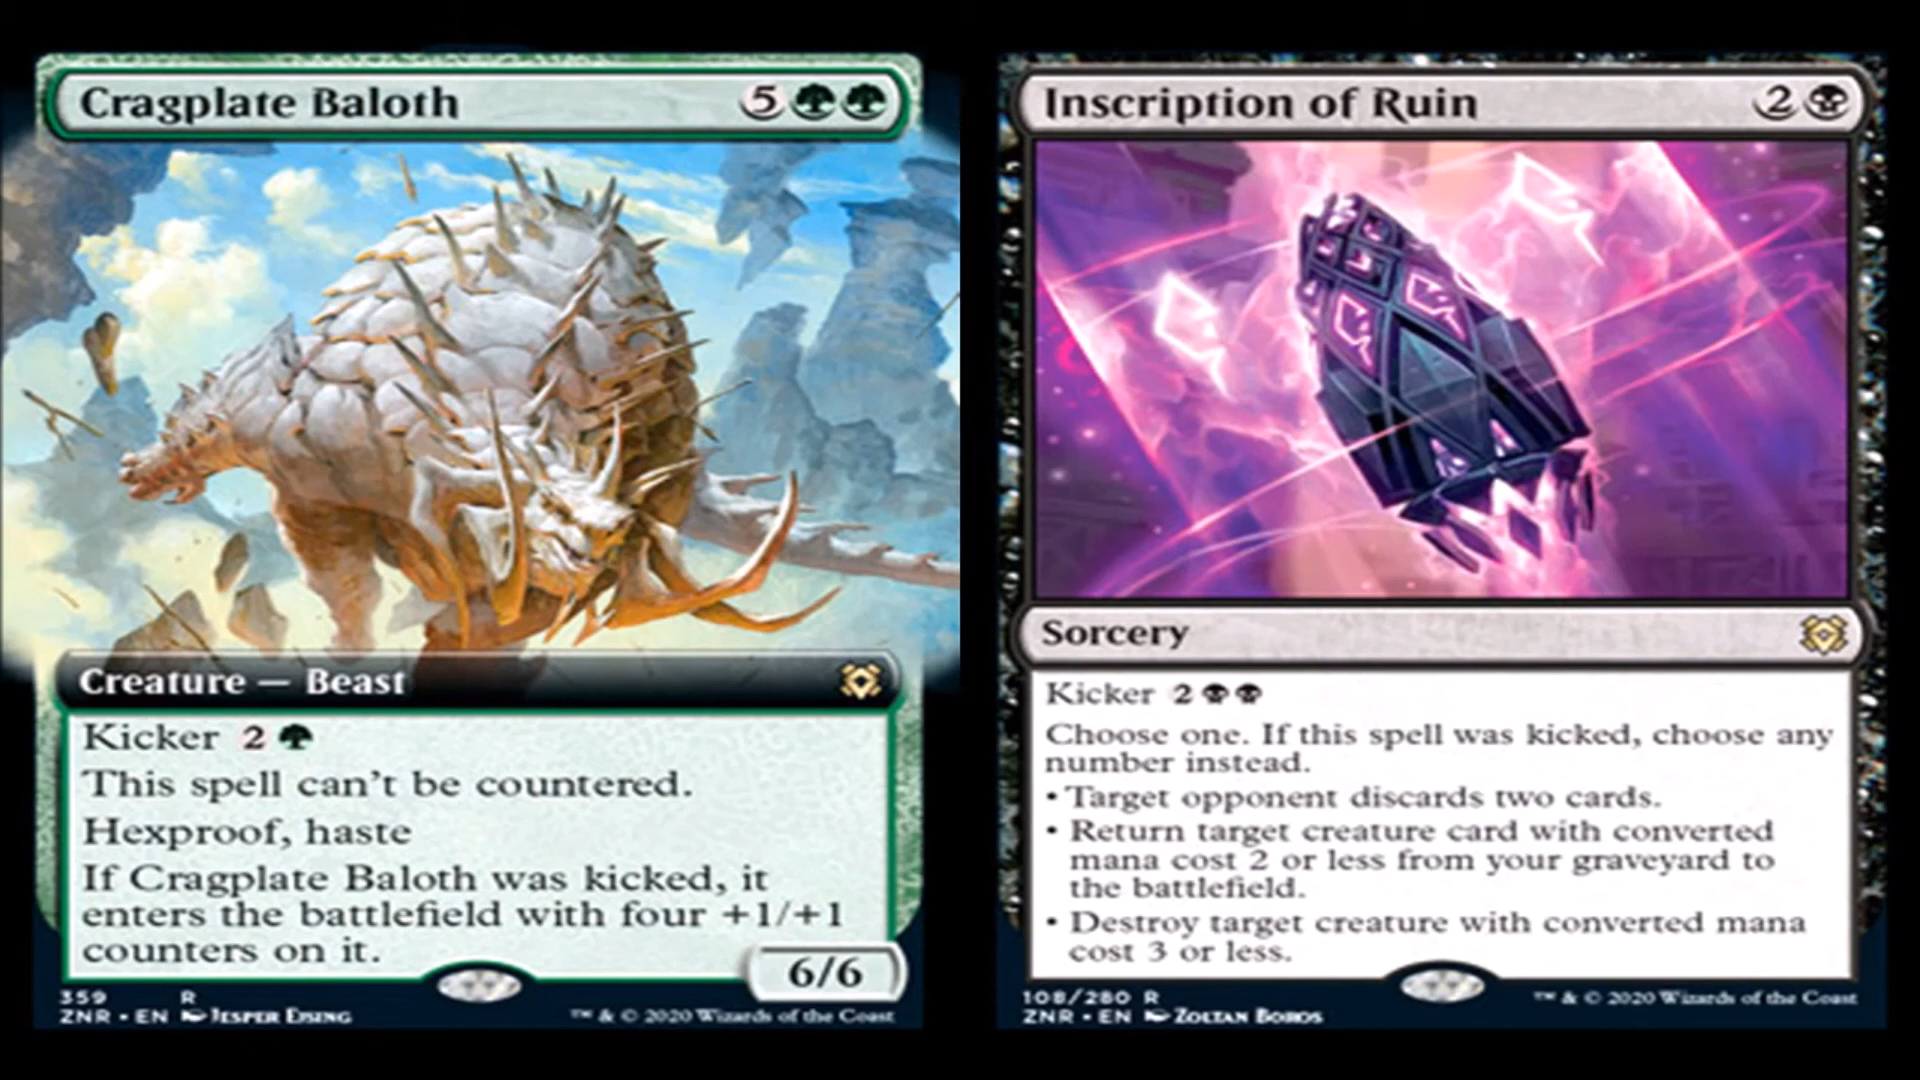 Cragplate Baloth 5
Creature — Beast
Kicker 2
This spell can't be countered.
Hexproof, haste
If Cragplate Baloth was kicked, it
enters the battlefield with four +1/+1
counters on it.
6/6
359 R
ZNR • EN Jesper Ejsing
™ & © 2020 Wizards of the Coast
Inscription of Ruin 2
Sorcery
Kicker 2
Choose one. If this spell was kicked, choose any
number instead.
• Target opponent discards two cards.
• Return target creature card with converted
mana cost 2 or less from your graveyard to
the battlefield.
• Destroy target creature with converted mana
cost 3 or less.
108/280 R
ZNR • EN Zoltan Boros
™ & © 2020 Wizards of the Coast